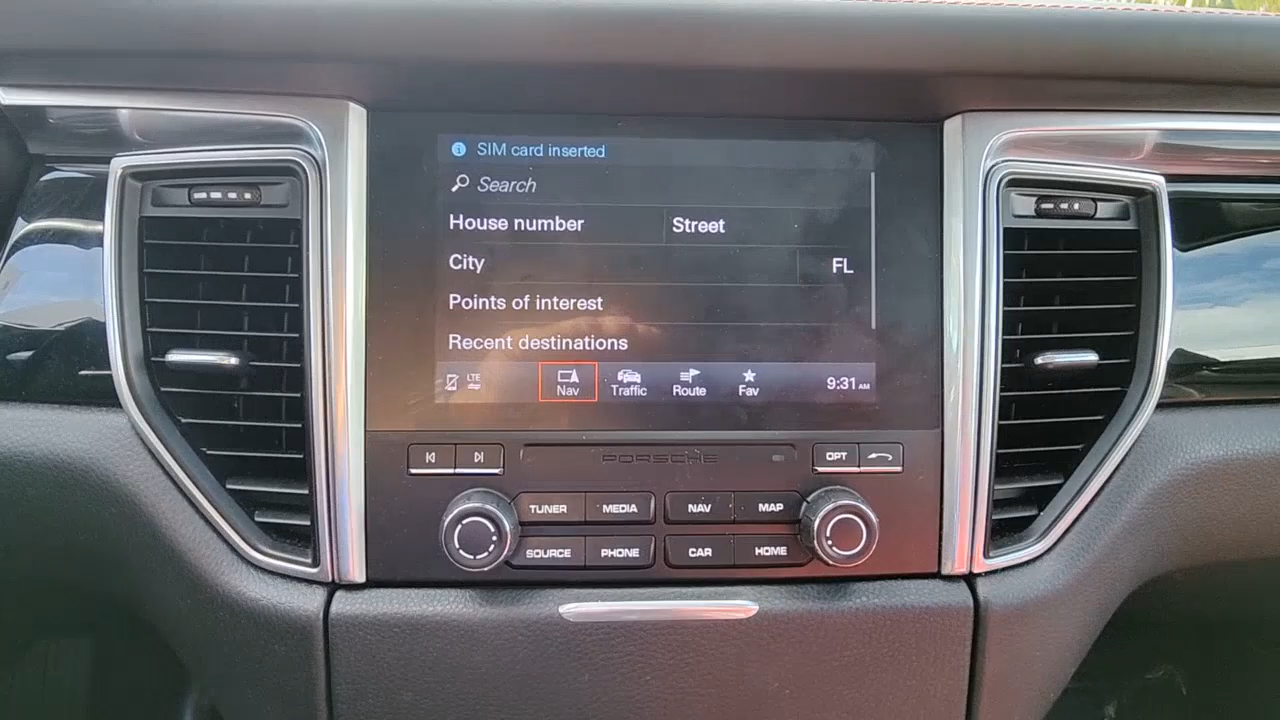 SIM card inserted
Search
House number Street
City FL
Points of interest
Recent destinations
LTE Nav Traffic Route Fav 9:31 AM
PORSCHE OPT
TUNER MEDIA NAV MAP
SOURCE PHONE CAR HOME